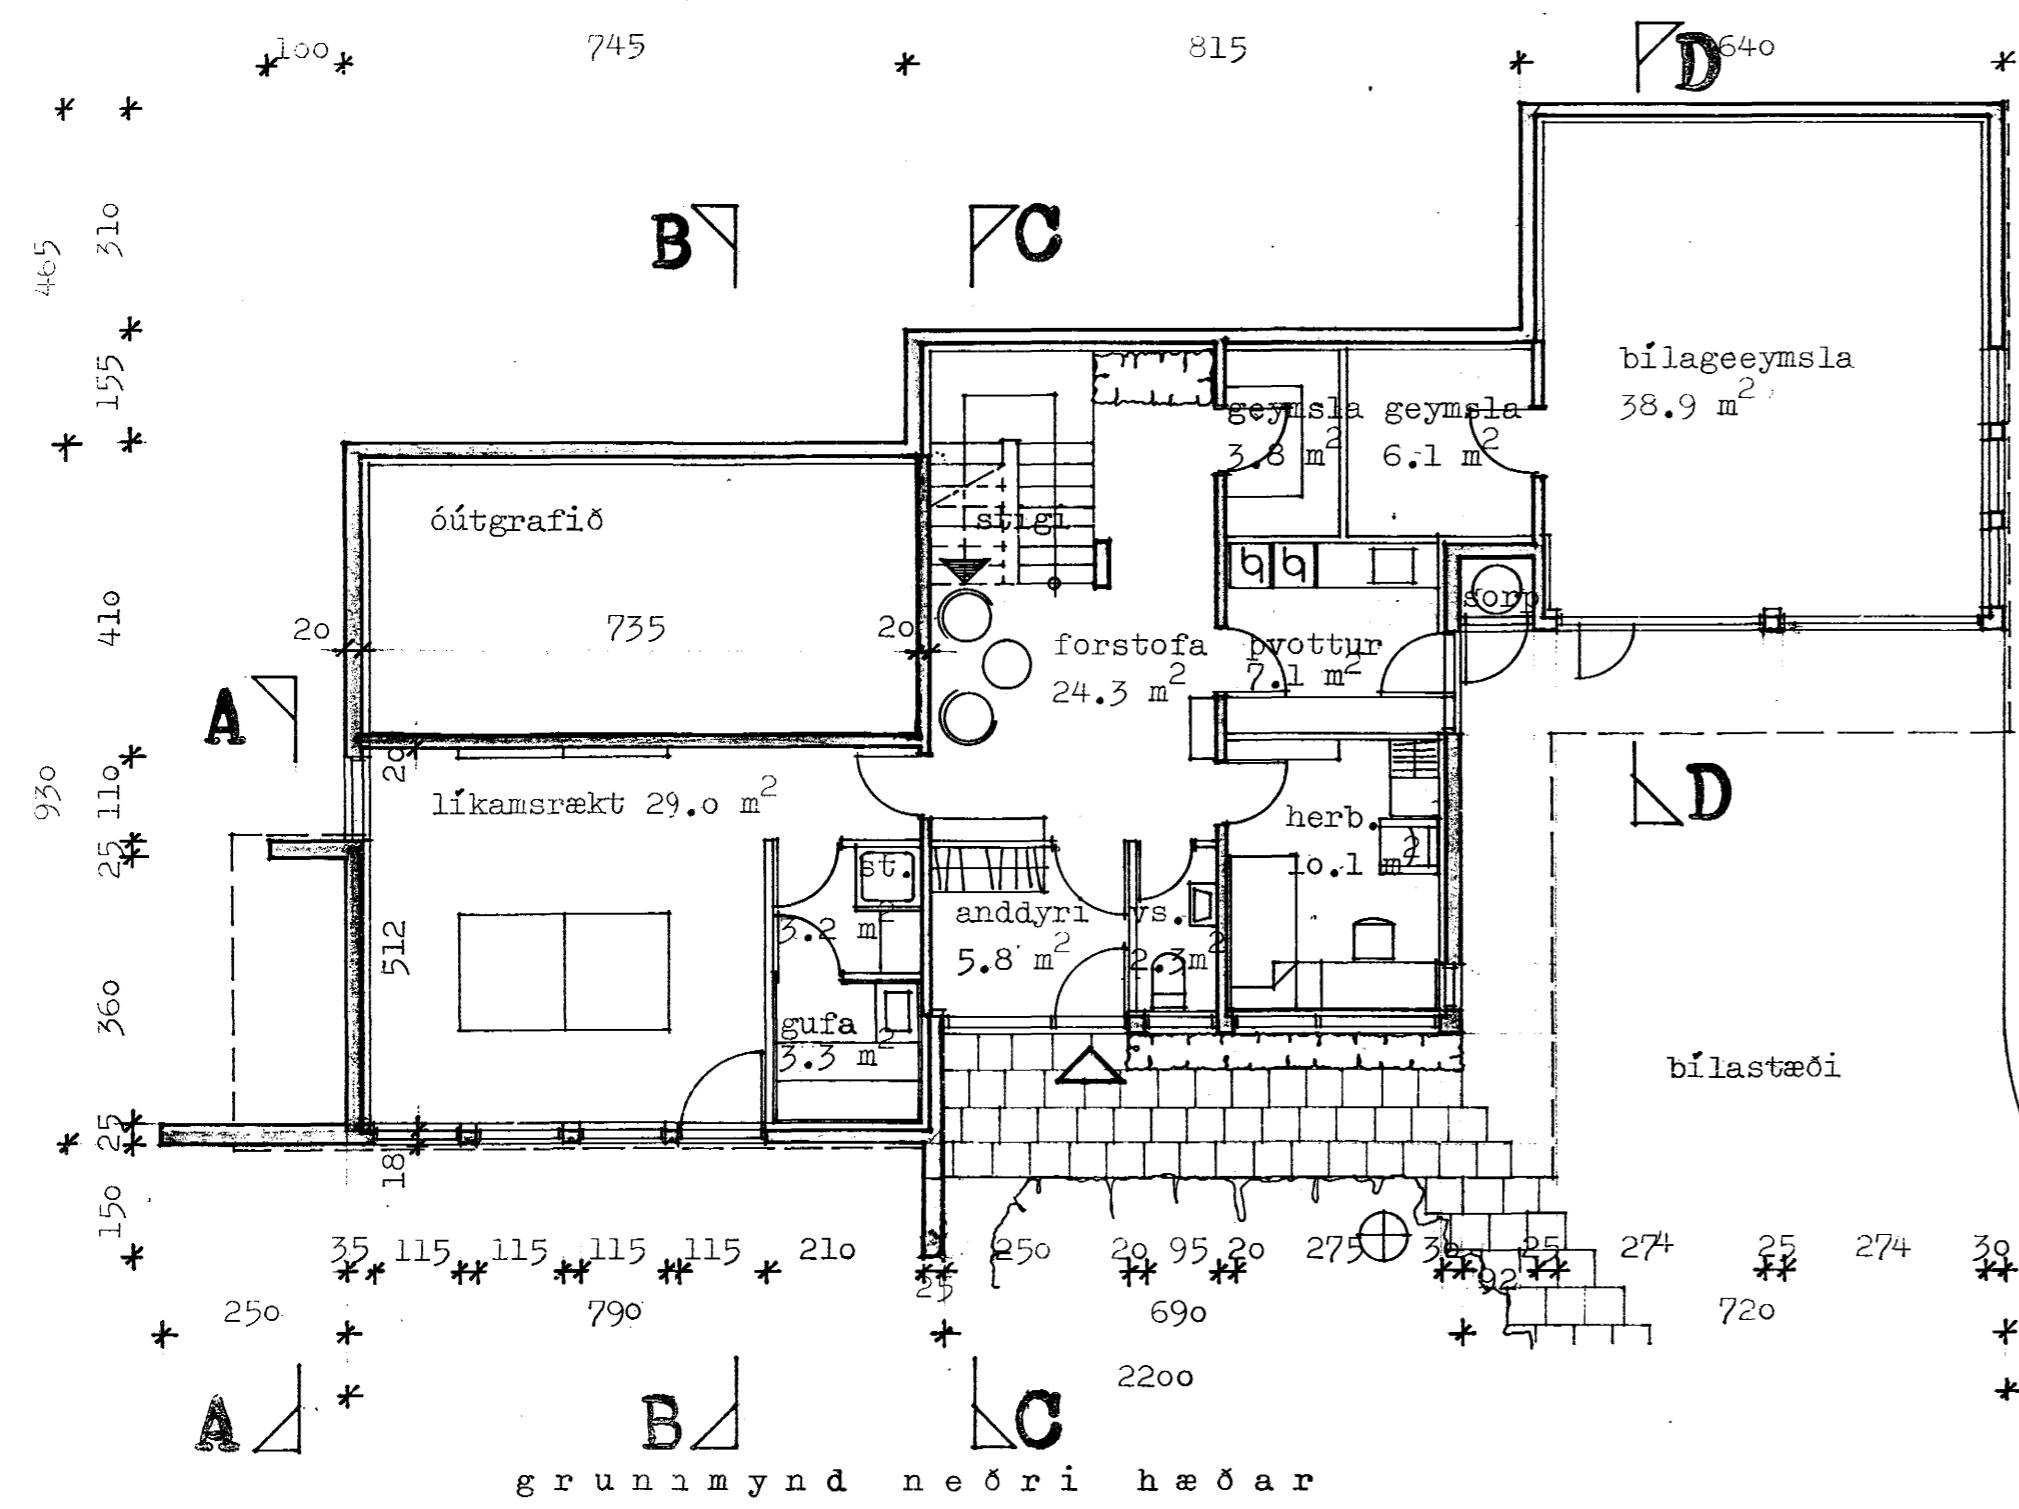 100 745 815 640
D
465 310 155
B C
bílageeymsla
38.9 m²
geymsla geymsla
3.8 m² 6.1 m²
óútgrafið
stigi
sorp
20 735 20
forstofa þvottur
24.3 m² 7.1 m²
410
A
20
D
930 110 25 360 25 150
líkamsrækt 29.0 m²
herb.
10.1 m²
st.
3.2 m²
anddyri vs.
5.8 m² 2.3m²
512
gufa
3.3 m²
bílastæði
18
35 115 115 115 115 210 25 250 20 95 20 275 30 92 25 274 25 274 30
250 790 690 720
2200
A B C
grunnmynd neðri hæðar